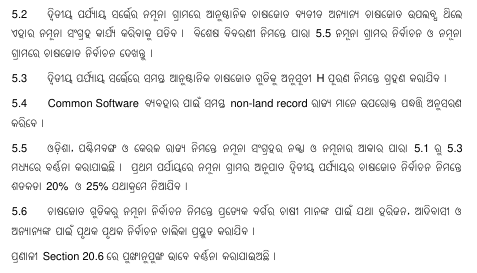 5.2 ଦ୍ୱିତୀୟ ପର୍ଯ୍ୟାୟ ସର୍ଭେର ନମୂନା ଗ୍ରାମରେ ଆନୁଷ୍ଠାନିକ ଚାଷଜୋତ ବ୍ୟତୀତ ଅନ୍ୟାନ୍ୟ ଚାଷଜୋତ ଉପଲବ୍ଧ ଥିଲେ
ଏହାର ନମୂନା ସଂଗ୍ରହ କାର୍ଯ୍ୟ କରିବାକୁ ପଡିବ । ବିଶେଷ ବିବରଣୀ ନିମନ୍ତେ ପାରା 5.5 ନମୂନା ଗ୍ରାମର ନିର୍ବାଚନ ଓ ନମୂନା
ଗ୍ରାମରେ ଚାଷଜୋତ ନିର୍ବାଚନ ଦେଖନ୍ତୁ ।
5.3 ଦ୍ୱିତୀୟ ପର୍ଯ୍ୟାୟ ସର୍ଭେରେ ସମସ୍ତ ଆନୁଷ୍ଠାନିକ ଚାଷଜୋତ ଗୁଡିକୁ ଅନୁସୂଚୀ H ପୂରଣ ନିମନ୍ତେ ଗ୍ରହଣ କରାଯିବ ।
5.4 Common Software ବ୍ୟବହାର ପାଇଁ ସମସ୍ତ non-land record ରାଜ୍ୟ ମାନେ ଉପରୋକ୍ତ ପଦ୍ଧତି ଅନୁସରଣ
କରିବେ ।
5.5 ଓଡ଼ିଶା, ପଶ୍ଚିମବଙ୍ଗ ଓ କେରଳ ରାଜ୍ୟ ନିମନ୍ତେ ନମୂନା ସଂଗ୍ରହର ନକ୍ସା ଓ ନମୂନାର ଆକାର ପାରା 5.1 ରୁ 5.3
ମଧ୍ୟରେ ବର୍ଣ୍ଣନା କରାଯାଇଛି । ପ୍ରଥମ ପର୍ଯାୟରେ ନମୂନା ଗ୍ରାମର ଅନୁପାତ ଦ୍ୱିତୀୟ ପର୍ଯ୍ୟାୟର ଚାଷଜୋତ ନିର୍ବାଚନ ନିମନ୍ତେ
ଶତକଡା 20% ଓ 25% ଯଥାକ୍ରମେ ନିଆଯିବ ।
5.6 ଚାଷଜୋତ ଗୁଡିକରୁ ନମୂନା ନିର୍ବାଚନ ନିମନ୍ତେ ପ୍ରତ୍ୟେକ ବର୍ଗର ଚାଷୀ ମାନଙ୍କ ପାଇଁ ଯଥା ହରିଜନ, ଆଦିବାସୀ ଓ
ଅନ୍ୟାନ୍ୟଙ୍କ ପାଇଁ ପୃଥକ ପୃଥକ ନିର୍ବାଚନ ତାଲିକା ପ୍ରସ୍ତୁତ କରାଯିବ ।
ପ୍ରଣାଳୀ Section 20.6 ରେ ପୁଙ୍ଖାନୁପୁଙ୍ଖ ଭାବେ ବର୍ଣ୍ଣନା କରାଯାଇଅଛି ।